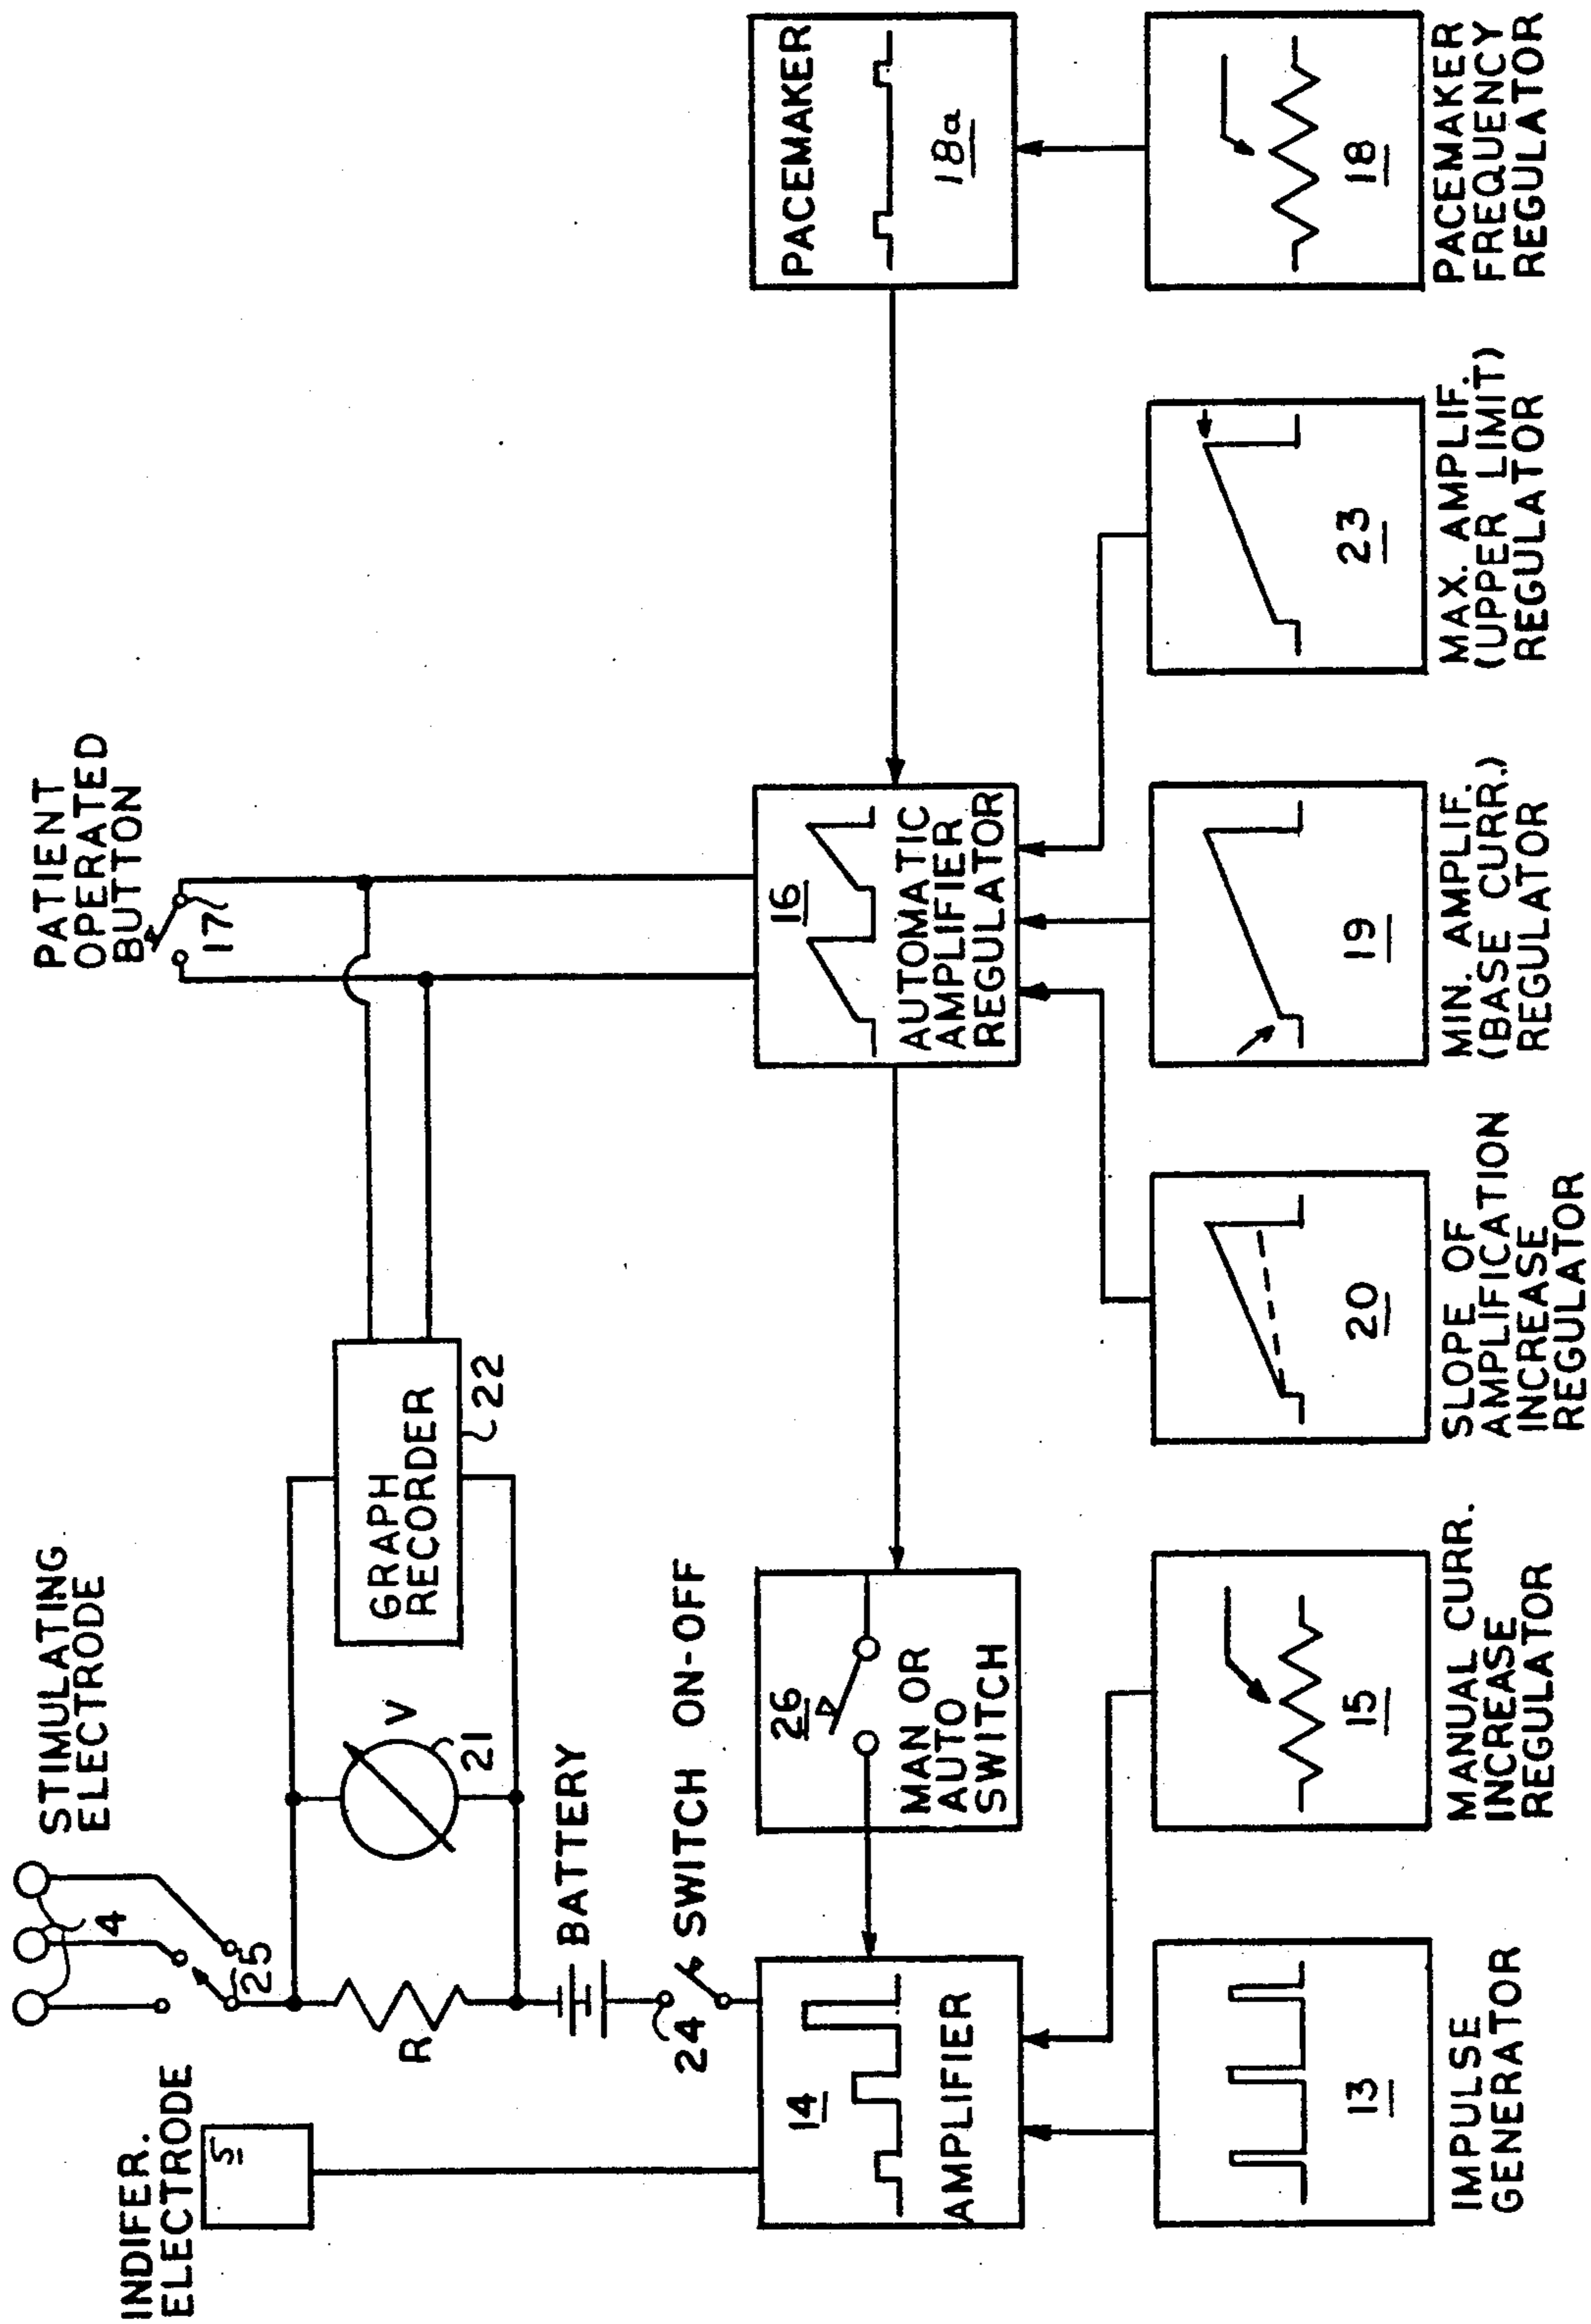 INDIFER.
ELECTRODE
5
STIMULATING
ELECTRODE
4
25
R
V
21
GRAPH
RECORDER
22
BATTERY
24
SWITCH ON-OFF
PATIENT
OPERATED
BUTTON
17
14
AMPLIFIER
26
MAN OR
AUTO
SWITCH
16
AUTOMATIC
AMPLIFIER
REGULATOR
PACEMAKER
18a
13
IMPULSE
GENERATOR
15
MANUAL CURR.
INCREASE
REGULATOR
20
SLOPE OF
AMPLIFICATION
INCREASE
REGULATOR
19
MIN. AMPLIF.
(BASE CURR.)
REGULATOR
23
MAX. AMPLIF.
(UPPER LIMIT)
REGULATOR
18
PACEMAKER
FREQUENCY
REGULATOR